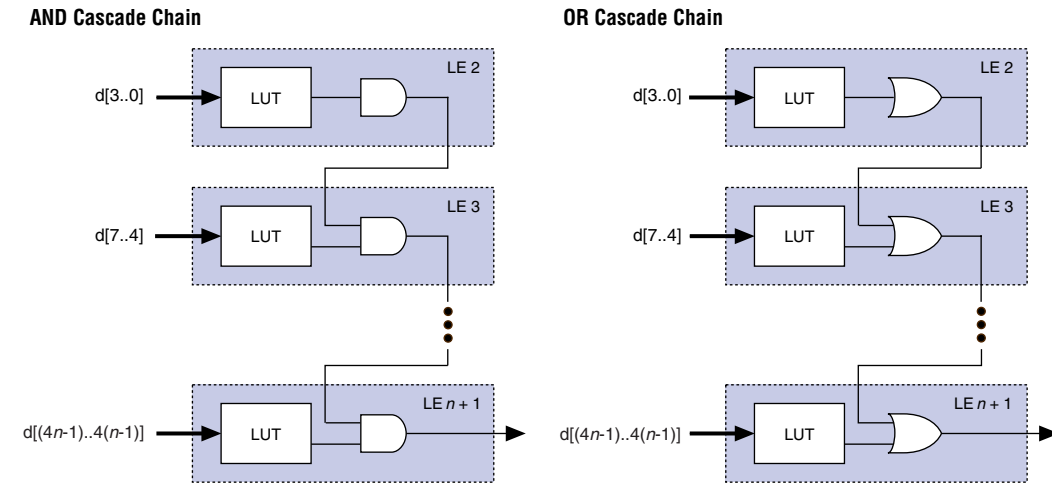 AND Cascade Chain
LE 2
d[3..0]
LUT
LE 3
d[7..4]
LUT
LE n + 1
d[(4n-1)..4(n-1)]
LUT
OR Cascade Chain
LE 2
d[3..0]
LUT
LE 3
d[7..4]
LUT
LE n + 1
d[(4n-1)..4(n-1)]
LUT